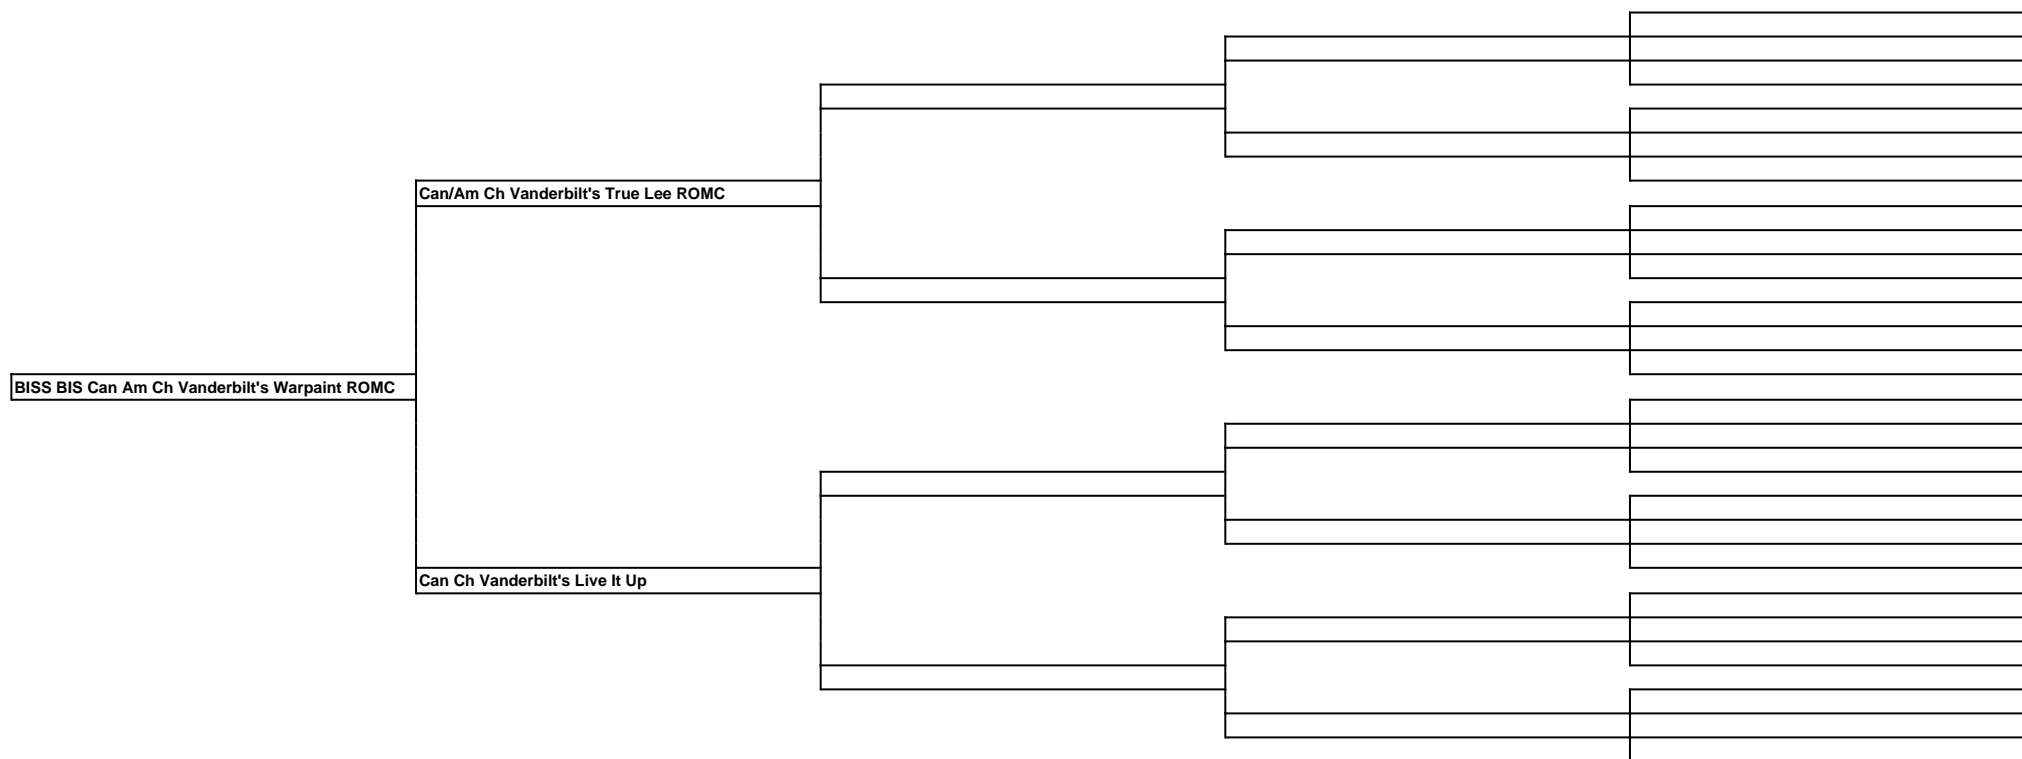 Can/Am Ch Vanderbilt's True Lee ROMC
BISS BIS Can Am Ch Vanderbilt's Warpaint ROMC
Can Ch Vanderbilt's Live It Up